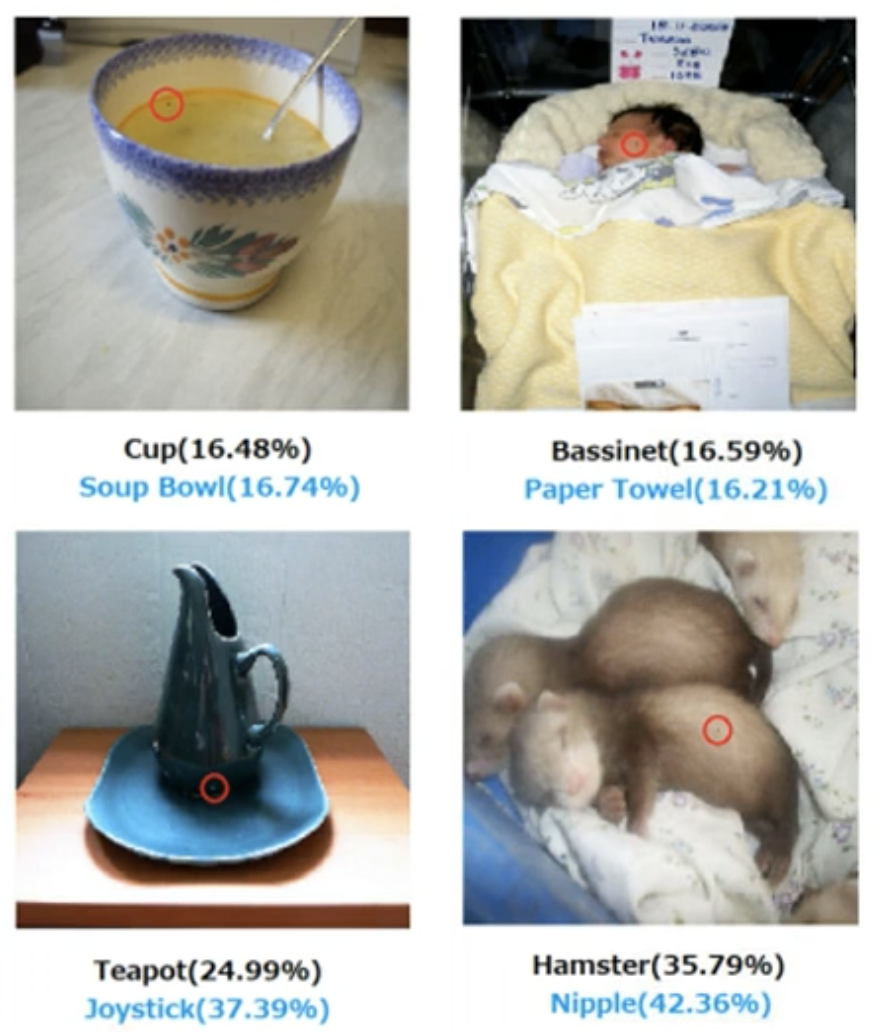 Cup(16.48%)
Soup Bowl(16.74%)
Bassinet(16.59%)
Paper Towel(16.21%)
Teapot(24.99%)
Joystick(37.39%)
Hamster(35.79%)
Nipple(42.36%)